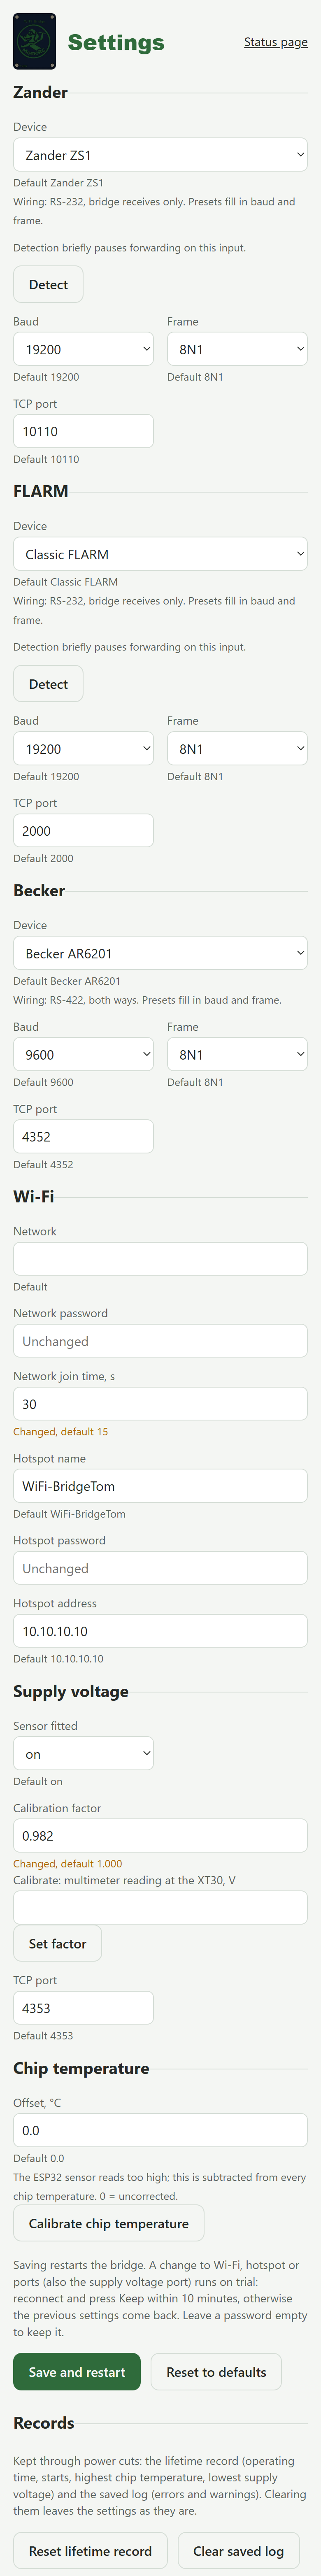 Settings
Status page
Zander
Device
Zander ZS1
Default Zander ZS1
Wiring: RS-232, bridge receives only. Presets fill in baud and
frame.
Detection briefly pauses forwarding on this input.
Detect
Baud
Frame
19200
8N1
Default 19200
Default 8N1
TCP port
10110
Default 10110
FLARM
Device
Classic FLARM
Default Classic FLARM
Wiring: RS-232, bridge receives only. Presets fill in baud and
frame.
Detection briefly pauses forwarding on this input.
Detect
Baud
Frame
19200
8N1
Default 19200
Default 8N1
TCP port
2000
Default 2000
Becker
Device
Becker AR6201
Default Becker AR6201
Wiring: RS-422, both ways. Presets fill in baud and frame.
Baud
Frame
9600
8N1
Default 9600
Default 8N1
TCP port
4352
Default 4352
Wi-Fi
Network
Default
Network password
Unchanged
Network join time, s
30
Changed, default 15
Hotspot name
WiFi-BridgeTom
Default WiFi-BridgeTom
Hotspot password
Unchanged
Hotspot address
10.10.10.10
Default 10.10.10.10
Supply voltage
Sensor fitted
on
Default on
Calibration factor
0.982
Changed, default 1.000
Calibrate: multimeter reading at the XT30, V
Set factor
TCP port
4353
Default 4353
Chip temperature
Offset, °C
0.0
Default 0.0
The ESP32 sensor reads too high; this is subtracted from every
chip temperature. 0 = uncorrected.
Calibrate chip temperature
Saving restarts the bridge. A change to Wi-Fi, hotspot or
ports (also the supply voltage port) runs on trial:
reconnect and press Keep within 10 minutes, otherwise
the previous settings come back. Leave a password empty
to keep it.
Save and restart
Reset to defaults
Records
Kept through power cuts: the lifetime record (operating
time, starts, highest chip temperature, lowest supply
voltage) and the saved log (errors and warnings). Clearing
them leaves the settings as they are.
Reset lifetime record
Clear saved log